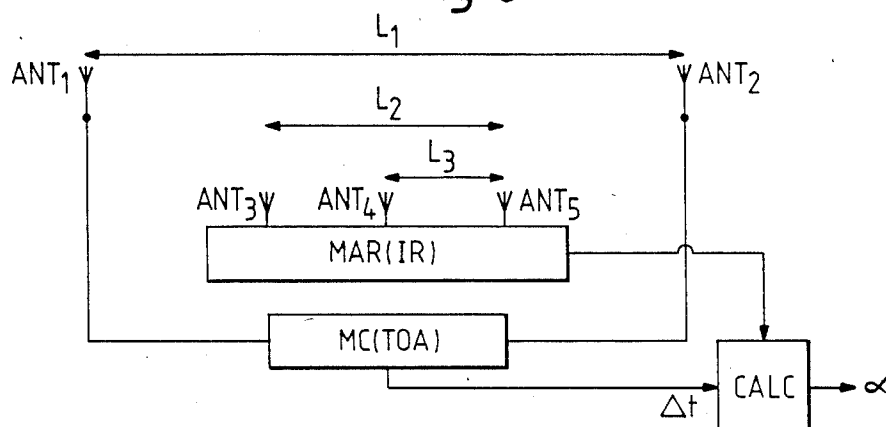 L₁
ANT₁ ANT₂
L₂
L₃
ANT₃ ANT₄ ANT₅
MAR(IR)
MC(TOA)
CALC α
Δt